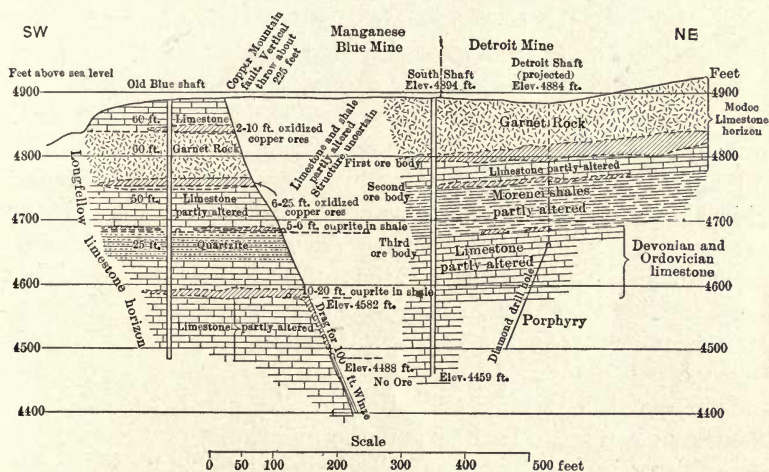 SW
NE
Manganese
Blue Mine
Detroit Mine
Copper Mountain
fault. Vertical
throw about
225 feet
Feet above sea level
Old Blue shaft
South Shaft
Elev. 4894 ft.
Detroit Shaft
(projected)
Elev. 4884 ft.
Feet
4900
4900
60 ft.
Limestone
2-10 ft. oxidized
copper ores
Garnet Rock
Modoc
Limestone
horizon
60 ft.
Garnet Rock
Limestone and shale
partly altered
Structure uncertain
4800
4800
First ore body
Limestone partly altered
Second
ore body
Morenci shales
partly altered
6-25 ft. oxidized
copper ores
50 ft.
Limestone
partly altered
4700
4700
5-6 ft. cuprite in shale
Third
ore body
25 ft.
Quartzite
Limestone
partly altered
Devonian and
Ordovician
limestone
4600
4600
10-20 ft. cuprite in shale
Elev. 4582 ft.
Longfellow
limestone horizon
Limestone partly altered
Drag for 100 ft. Winze
Diamond drill hole
Porphyry
4500
4500
Elev. 4488 ft.
No Ore
Elev. 4459 ft.
4400
4400
Scale
0 50 100 200 300 400 500 feet